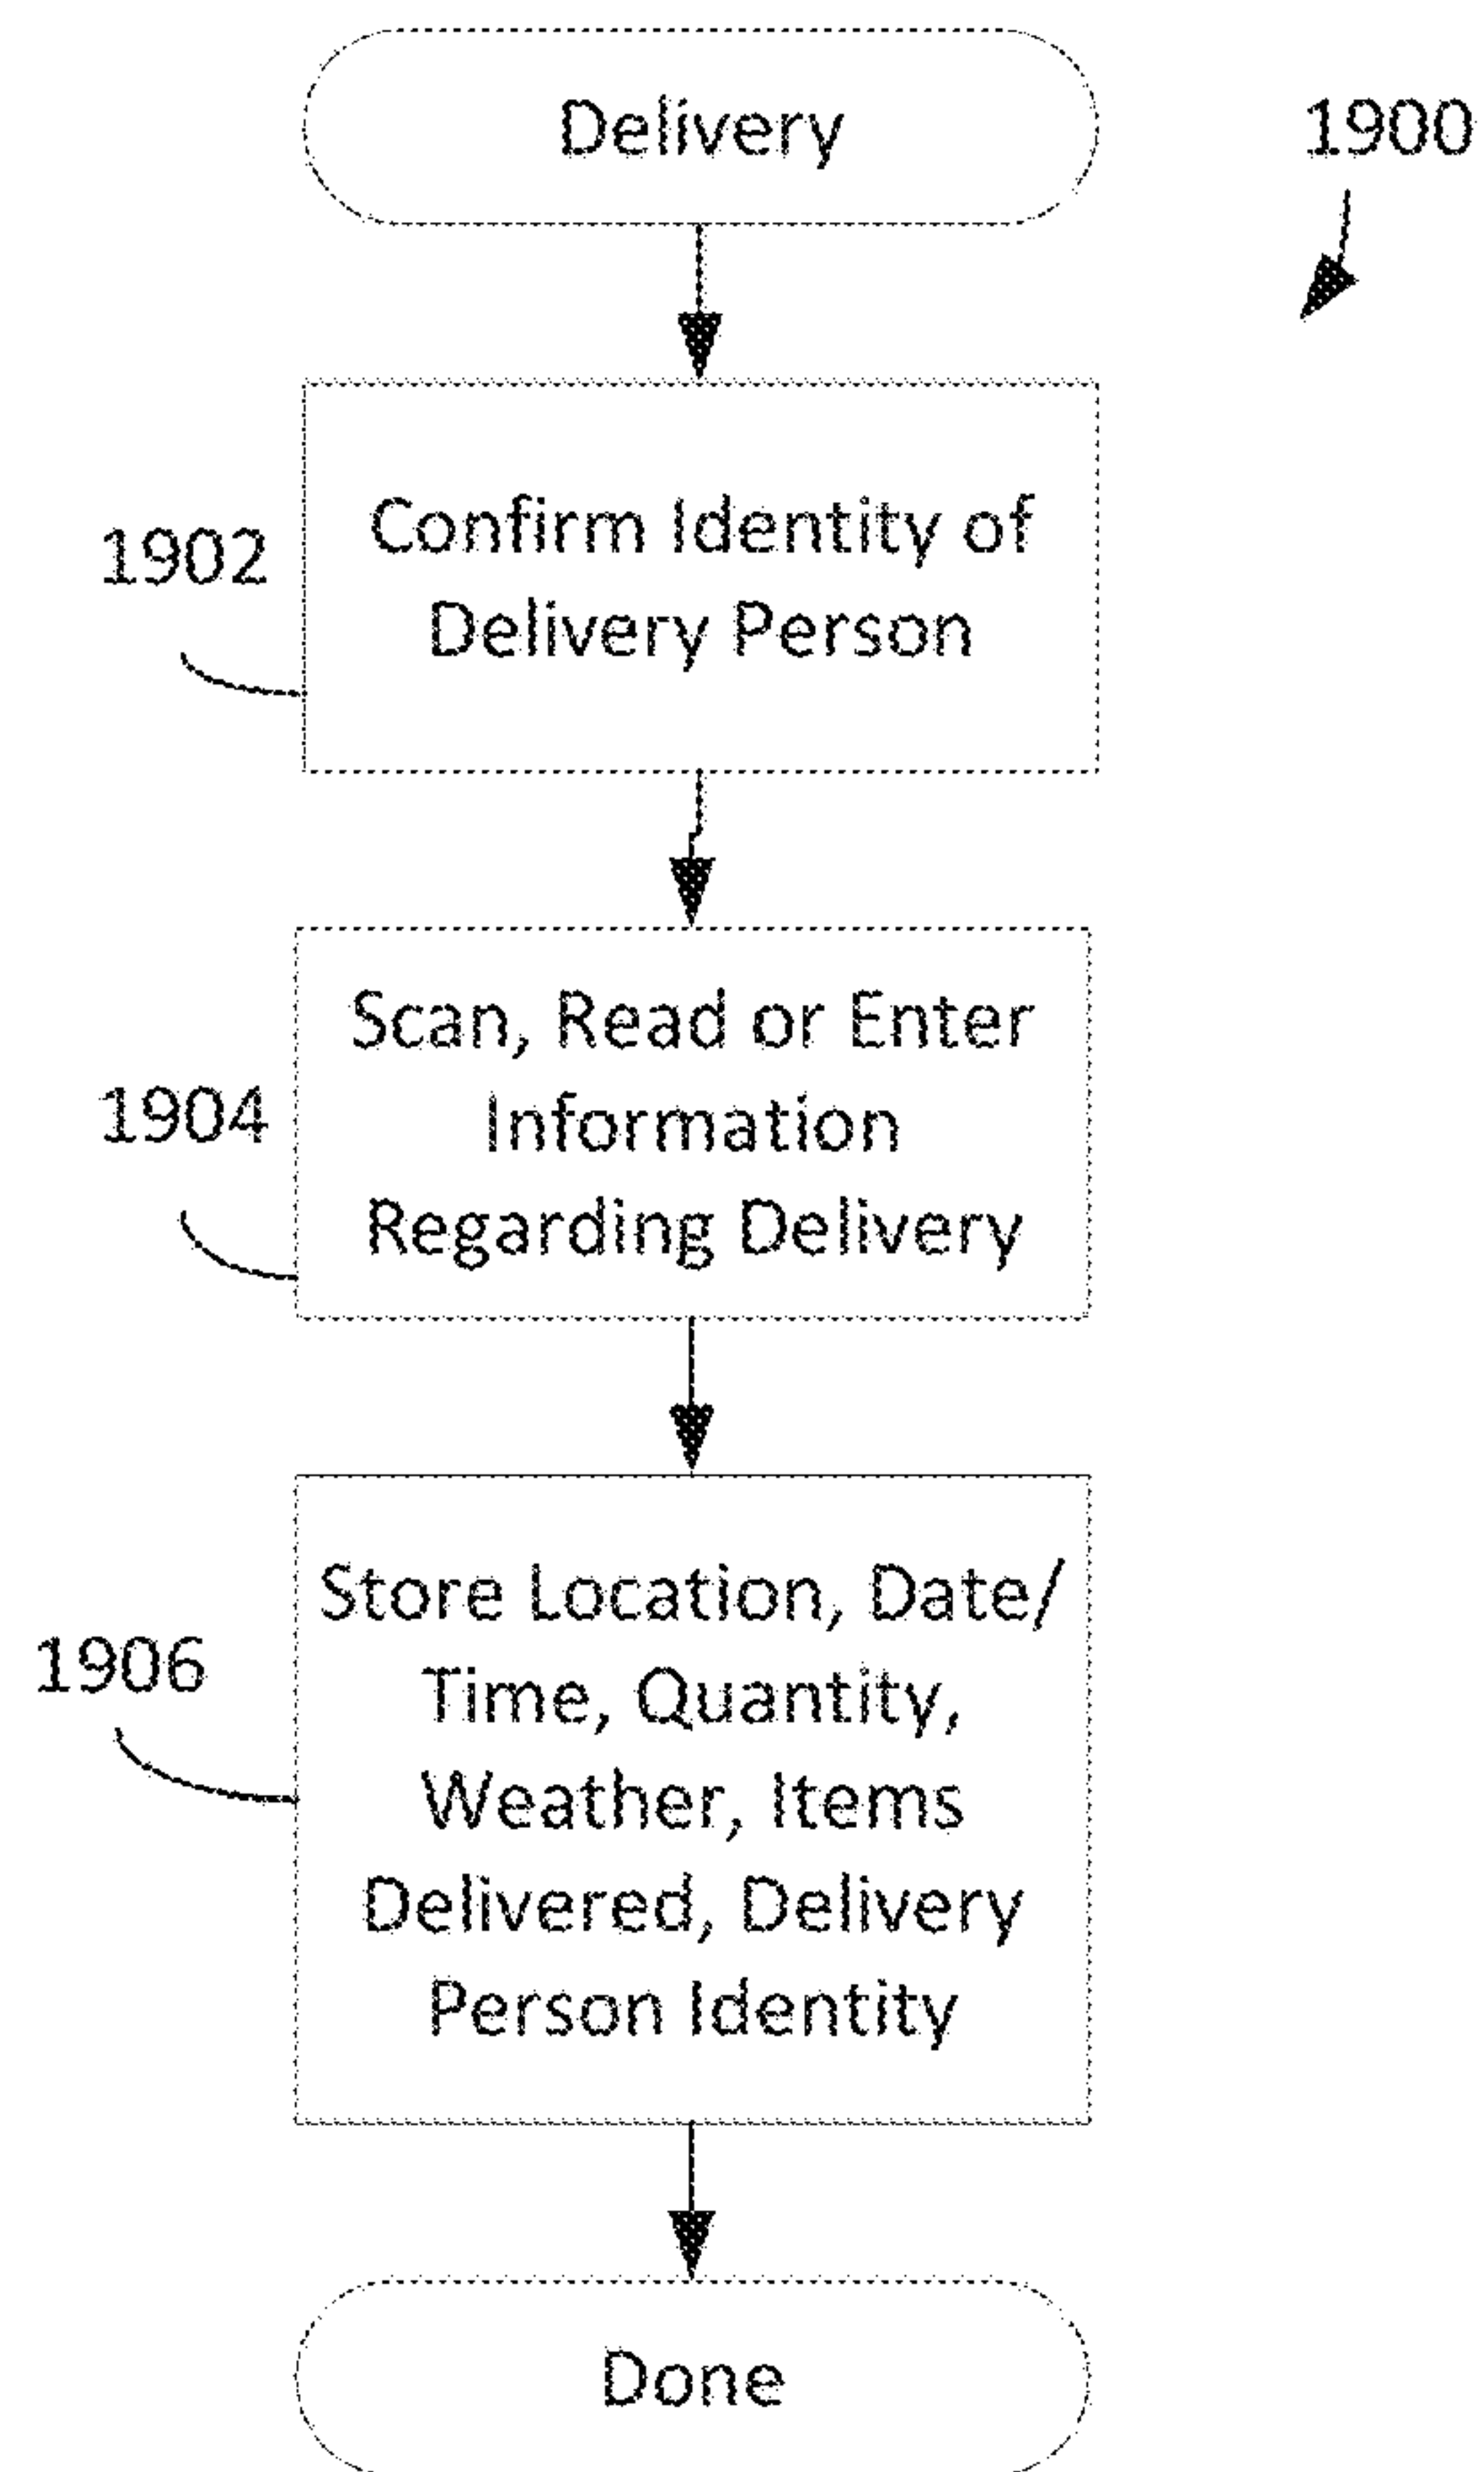 Delivery
1900
Confirm Identity of
Delivery Person
1902
Scan, Read or Enter
Information
Regarding Delivery
1904
Store Location, Date/
Time, Quantity,
Weather, Items
Delivered, Delivery
Person Identity
1906
Done